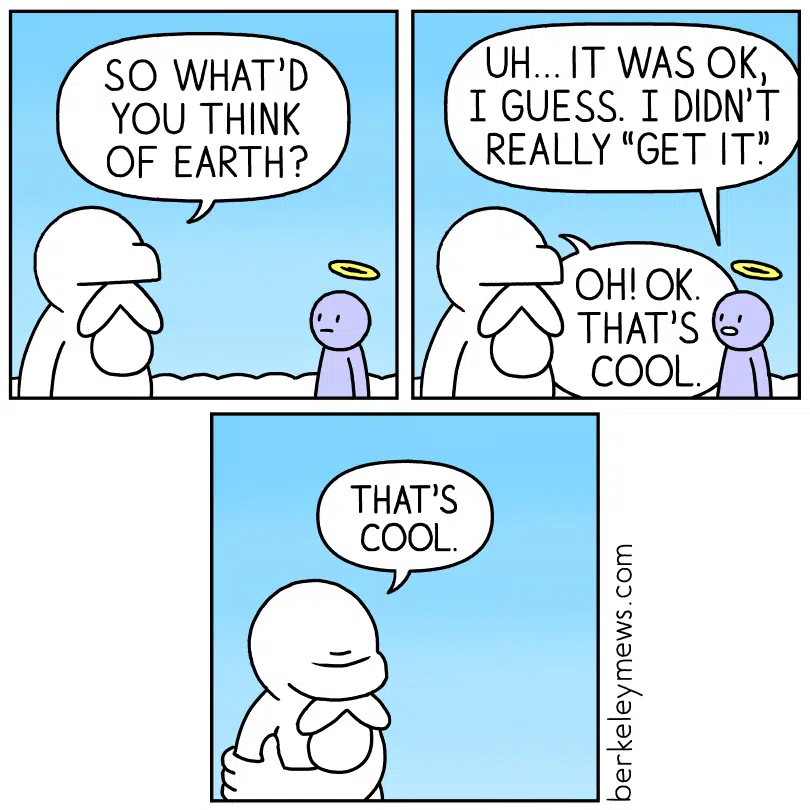 SO WHAT'D
YOU THINK
OF EARTH?
UH... IT WAS OK,
I GUESS. I DIDN'T
REALLY “GET IT.”
OH! OK.
THAT'S
COOL.
THAT'S
COOL.
berkeleymews.com